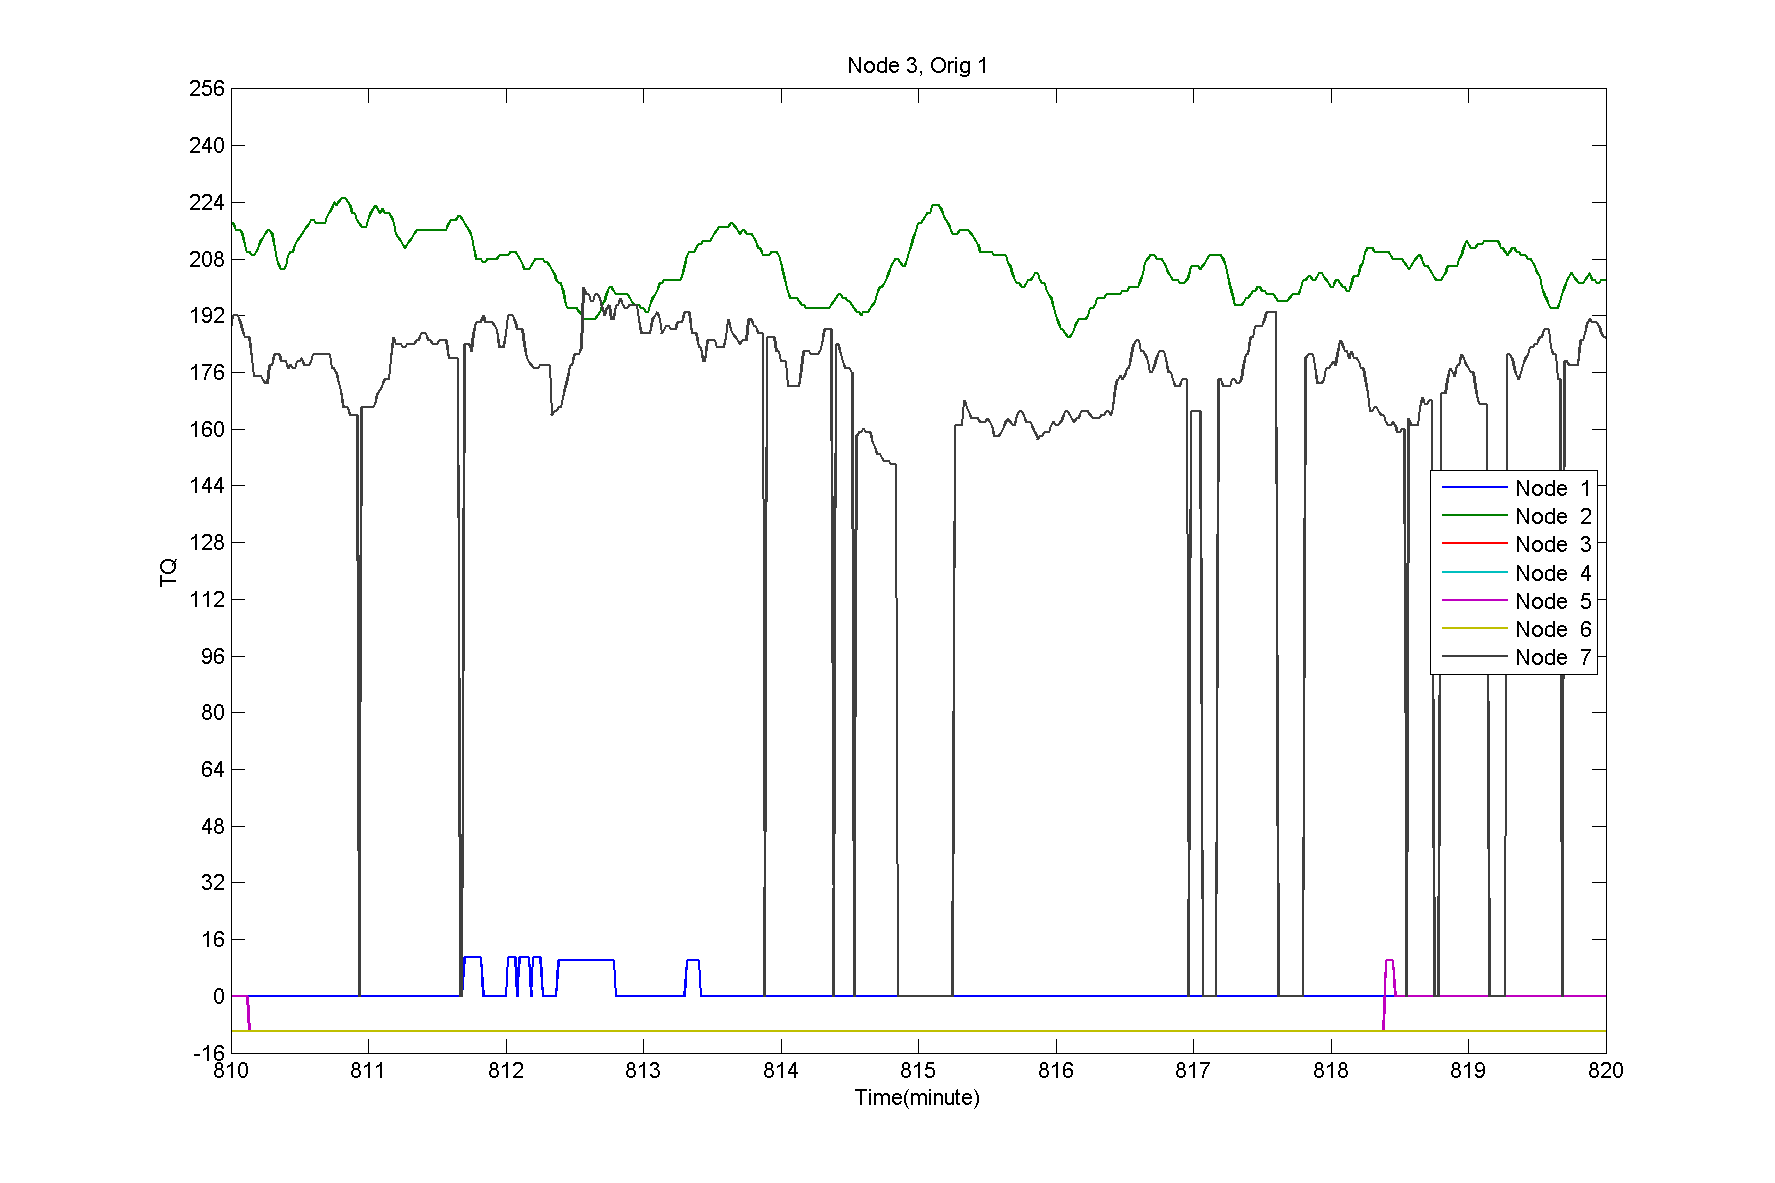 Node 3, Orig 1
256
240
224
208
192
176
160
144
128
112
96
80
64
48
32
16
0
-16
TQ
Node 1
Node 2
Node 3
Node 4
Node 5
Node 6
Node 7
810 811 812 813 814 815 816 817 818 819 820
Time(minute)